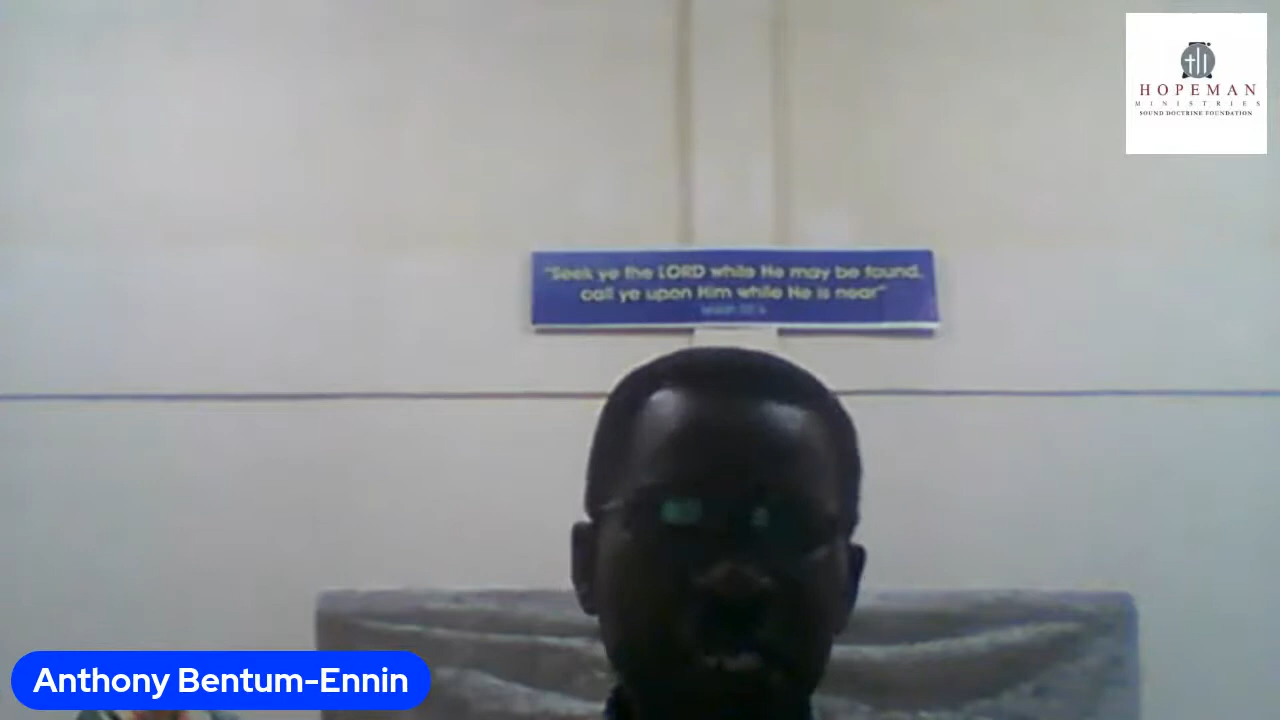 HOPEMAN
MINISTRIES
SOUND DOCTRINE FOUNDATION
"Seek ye the LORD while He may be found,
call ye upon Him while He is near"
Anthony Bentum-Ennin